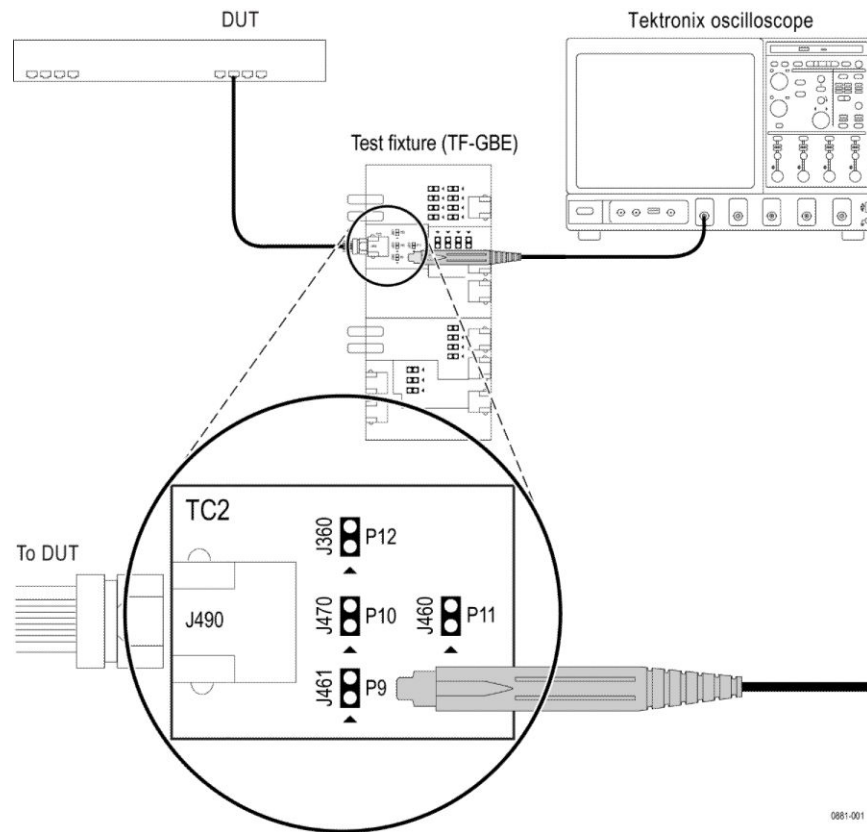 DUT
Tektronix oscilloscope
Test fixture (TF-GBE)
TC2
To DUT
J490
J360
P12
J470
P10
J460
P11
J461
P9
0881-001